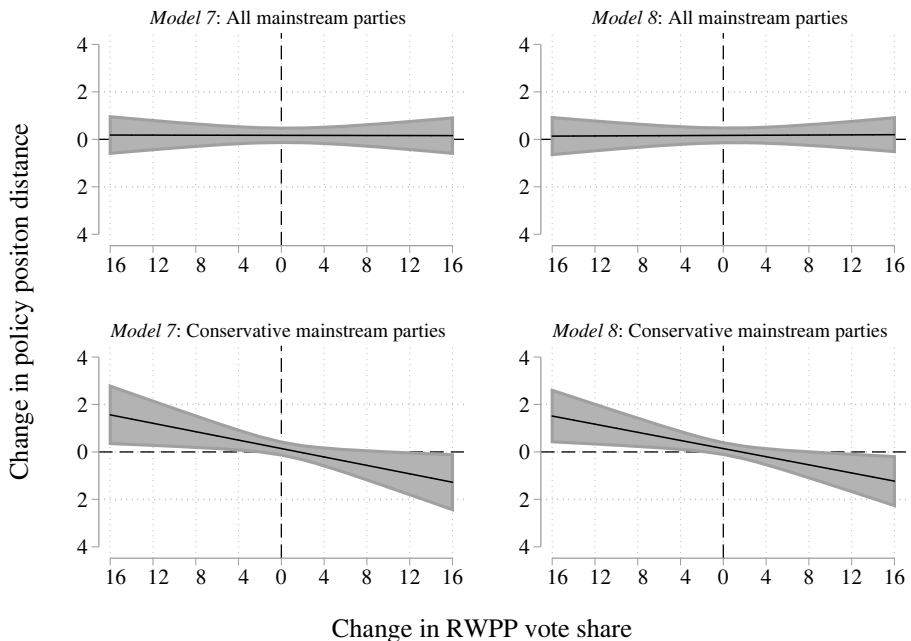 Model 7: All mainstream parties
Model 8: All mainstream parties
4
2
0
2
4
16 12 8 4 0 4 8 12 16
4
2
0
2
4
16 12 8 4 0 4 8 12 16
Change in policy positon distance
Model 7: Conservative mainstream parties
Model 8: Conservative mainstream parties
4
2
0
2
4
16 12 8 4 0 4 8 12 16
4
2
0
2
4
16 12 8 4 0 4 8 12 16
Change in RWPP vote share